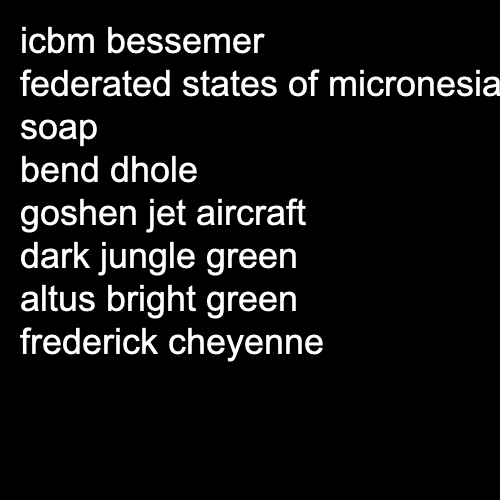 icbm bessemer
federated states of micronesia
soap
bend dhole
goshen jet aircraft
dark jungle green
altus bright green
frederick cheyenne